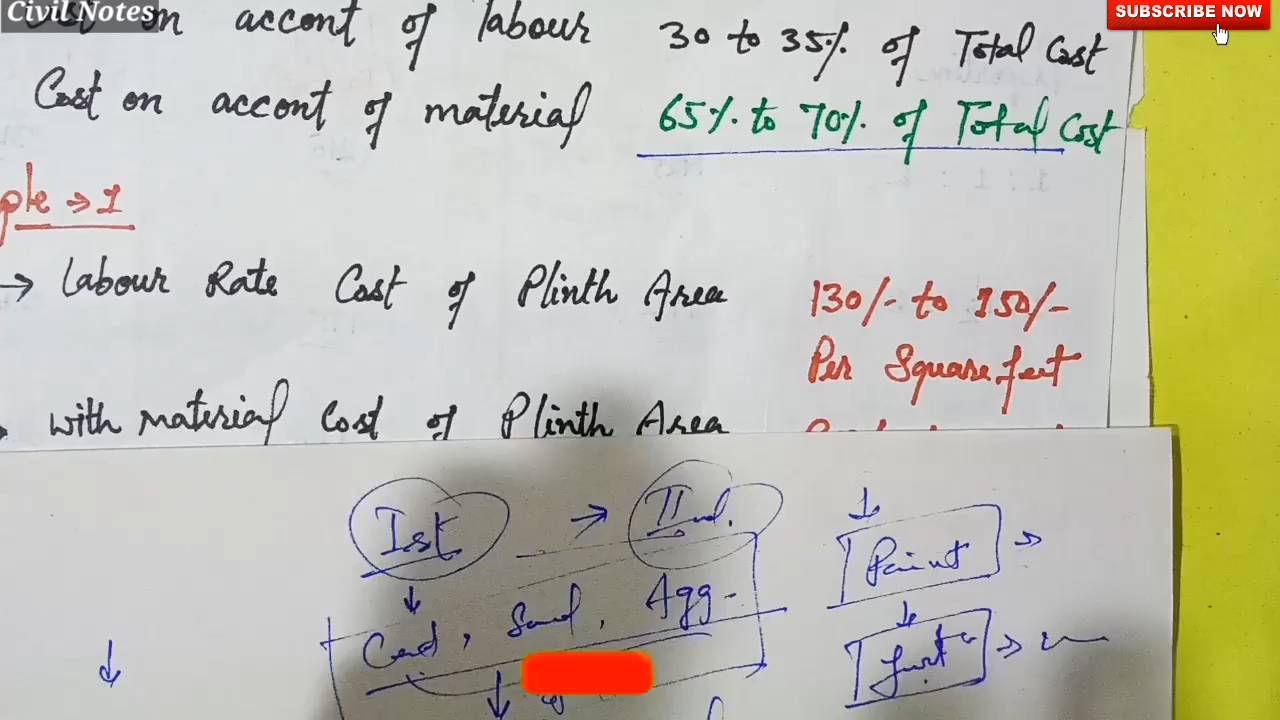 Civil Notes
SUBSCRIBE NOW
Cost on accont of labour 30 to 35% of Total Cost
Cost on accont of material 65% to 70% of Total Cost
ple → 1
→ Labour Rate Cost of Plinth Area 130/- to 150/-
Per Square feet
with material Cost of Plinth Area
Ist → IInd.
Paint →
, Sand, Agg-